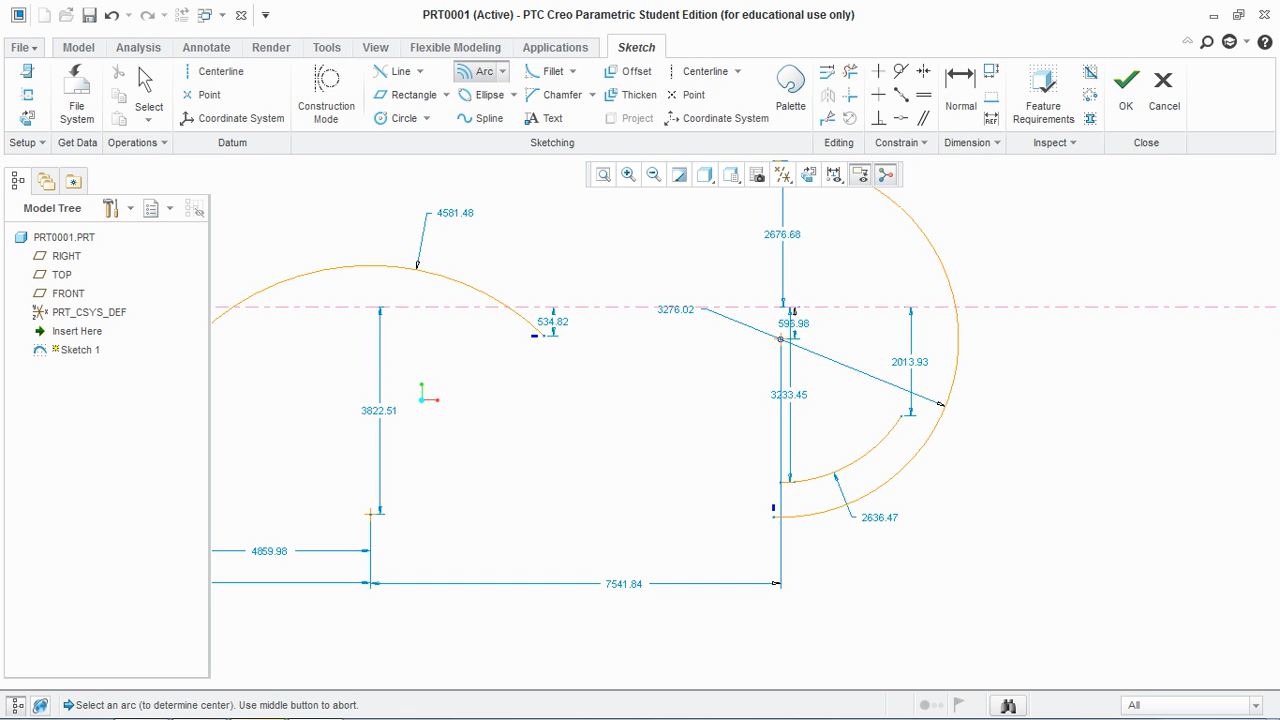 PRT0001 (Active) - PTC Creo Parametric Student Edition (for educational use only)
File Model Analysis Annotate Render Tools View Flexible Modeling Applications Sketch
Centerline Line Arc Fillet Offset Centerline
Point Rectangle Ellipse Chamfer Thicken Point
Coordinate System Circle Spline Text Project Coordinate System
File System
Select
Construction Mode
Palette
Normal
Feature Requirements
OK
Cancel
Setup Get Data Operations Datum Sketching Editing Constrain Dimension Inspect Close
Model Tree
PRT0001.PRT
RIGHT
TOP
FRONT
PRT_CSYS_DEF
Insert Here
Sketch 1
4581.48
2676.68
3276.02
534.82
596.98
2013.93
3233.45
3822.51
2636.47
4859.98
7541.84
Select an arc (to determine center). Use middle button to abort.
All